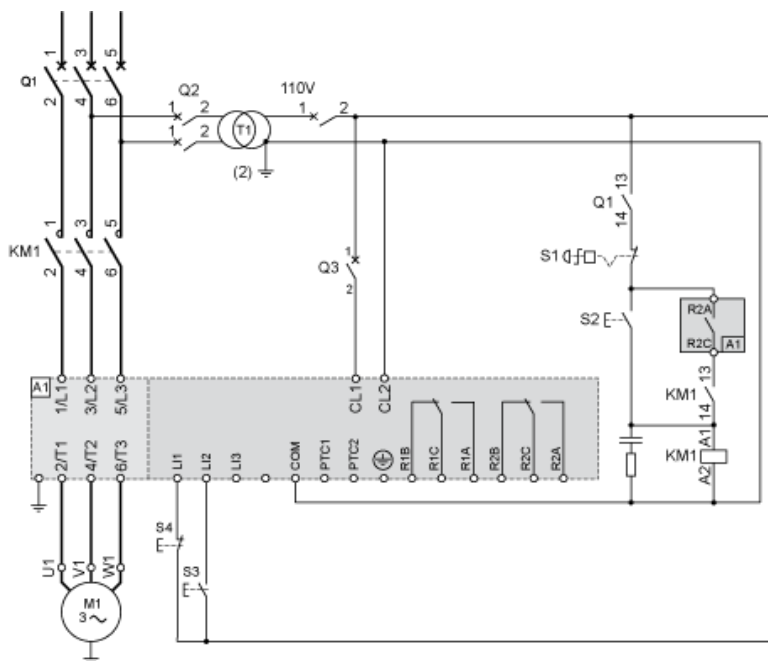 1 3 5
Q1
2 4 6
Q2
1 2
1 2
T1
(2)
110V
1 2
KM1
1 3 5
2 4 6
Q3
1
2
Q1
13
14
S1
S2
R2A
R2C
A1
KM1
13
14
KM1
A1
A2
A1
1/L1 3/L2 5/L3
CL1 CL2
2/T1 4/T2 6/T3
LI1 LI2 LI3 COM PTC1 PTC2 R1B R1C R1A R2B R2C R2A
S4
S3
U1 V1 W1
M1
3